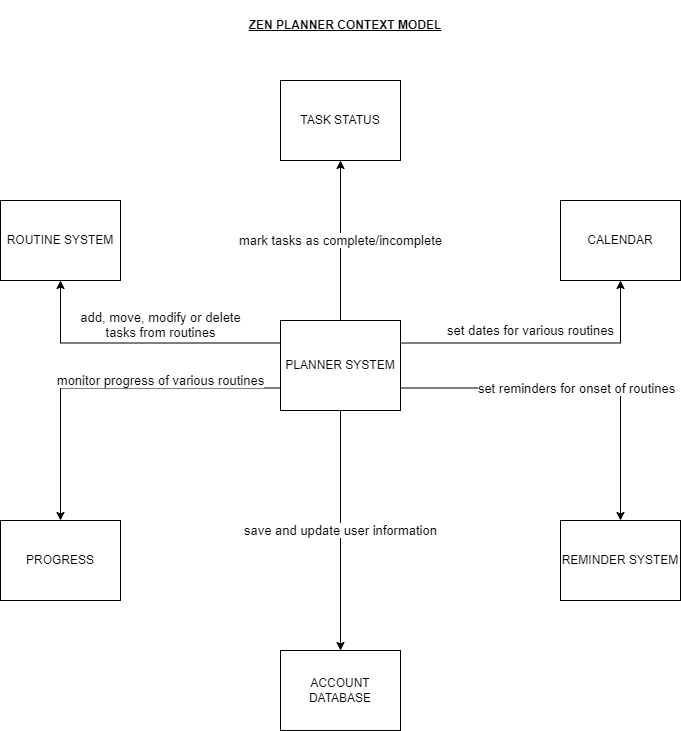 ZEN PLANNER CONTEXT MODEL
TASK STATUS
ROUTINE SYSTEM
mark tasks as complete/incomplete
CALENDAR
add, move, modify or delete
tasks from routines
set dates for various routines
PLANNER SYSTEM
monitor progress of various routines
set reminders for onset of routines
save and update user information
PROGRESS
REMINDER SYSTEM
ACCOUNT
DATABASE